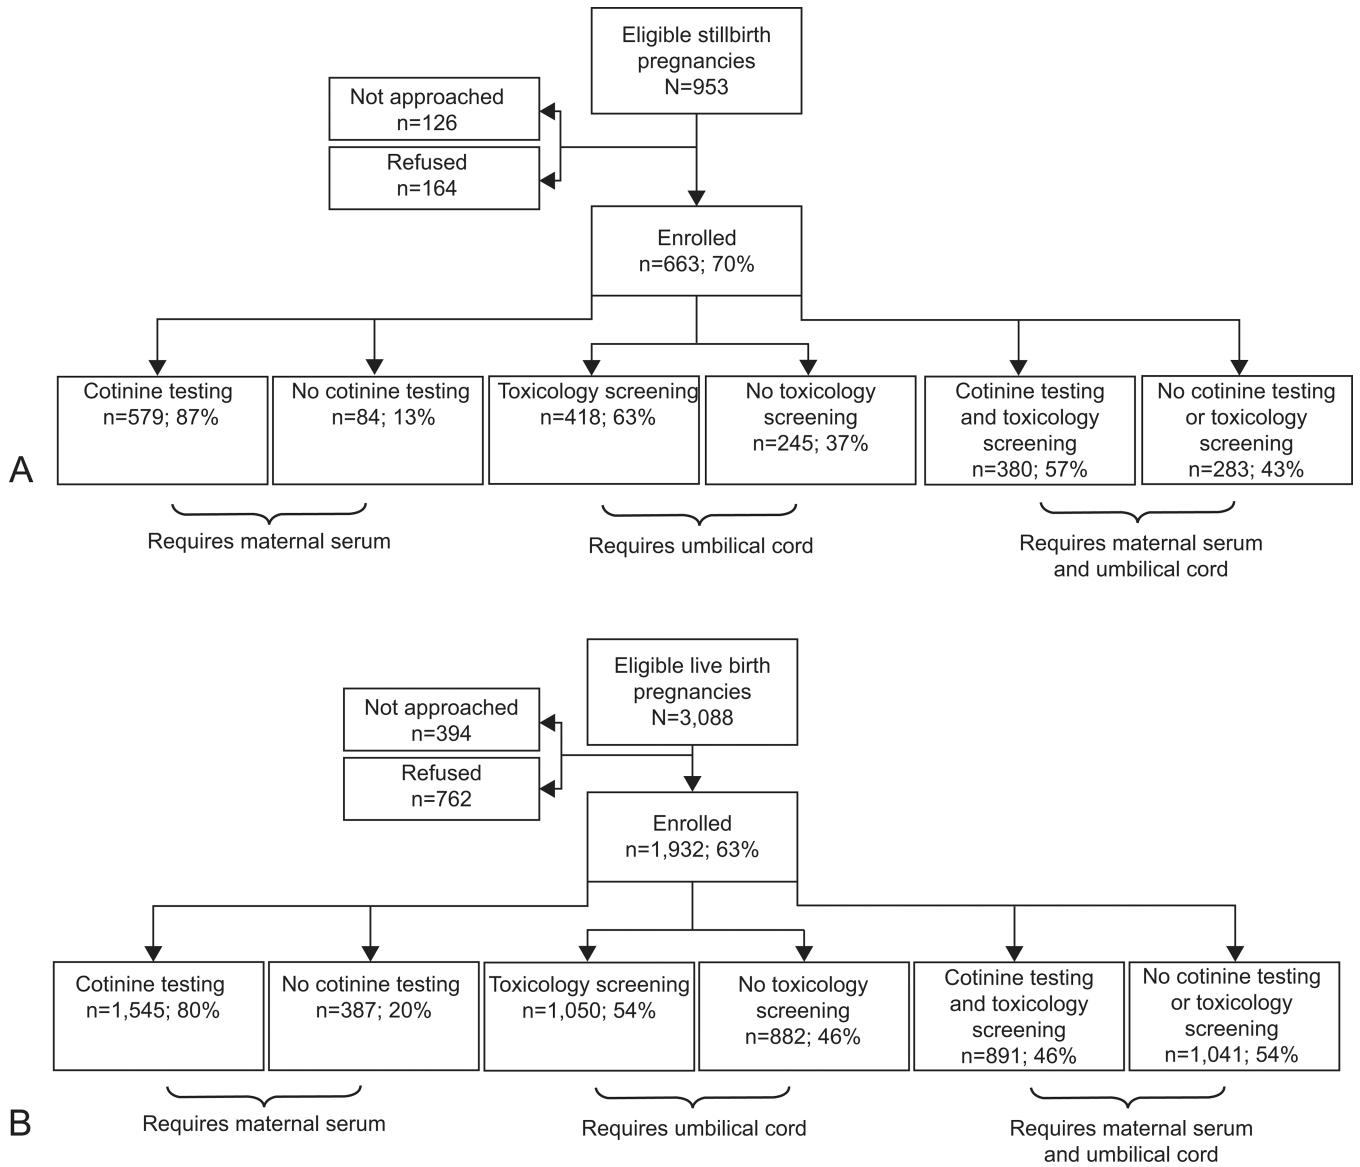 Eligible stillbirth
pregnancies
N=953
Not approached
n=126
Refused
n=164
Enrolled
n=663; 70%
Cotinine testing
n=579; 87%
No cotinine testing
n=84; 13%
Toxicology screening
n=418; 63%
No toxicology
screening
n=245; 37%
Cotinine testing
and toxicology
screening
n=380; 57%
No cotinine testing
or toxicology
screening
n=283; 43%
A
Requires maternal serum
Requires umbilical cord
Requires maternal serum
and umbilical cord
Eligible live birth
pregnancies
N=3,088
Not approached
n=394
Refused
n=762
Enrolled
n=1,932; 63%
Cotinine testing
n=1,545; 80%
No cotinine testing
n=387; 20%
Toxicology screening
n=1,050; 54%
No toxicology
screening
n=882; 46%
Cotinine testing
and toxicology
screening
n=891; 46%
No cotinine testing
or toxicology
screening
n=1,041; 54%
B
Requires maternal serum
Requires umbilical cord
Requires maternal serum
and umbilical cord